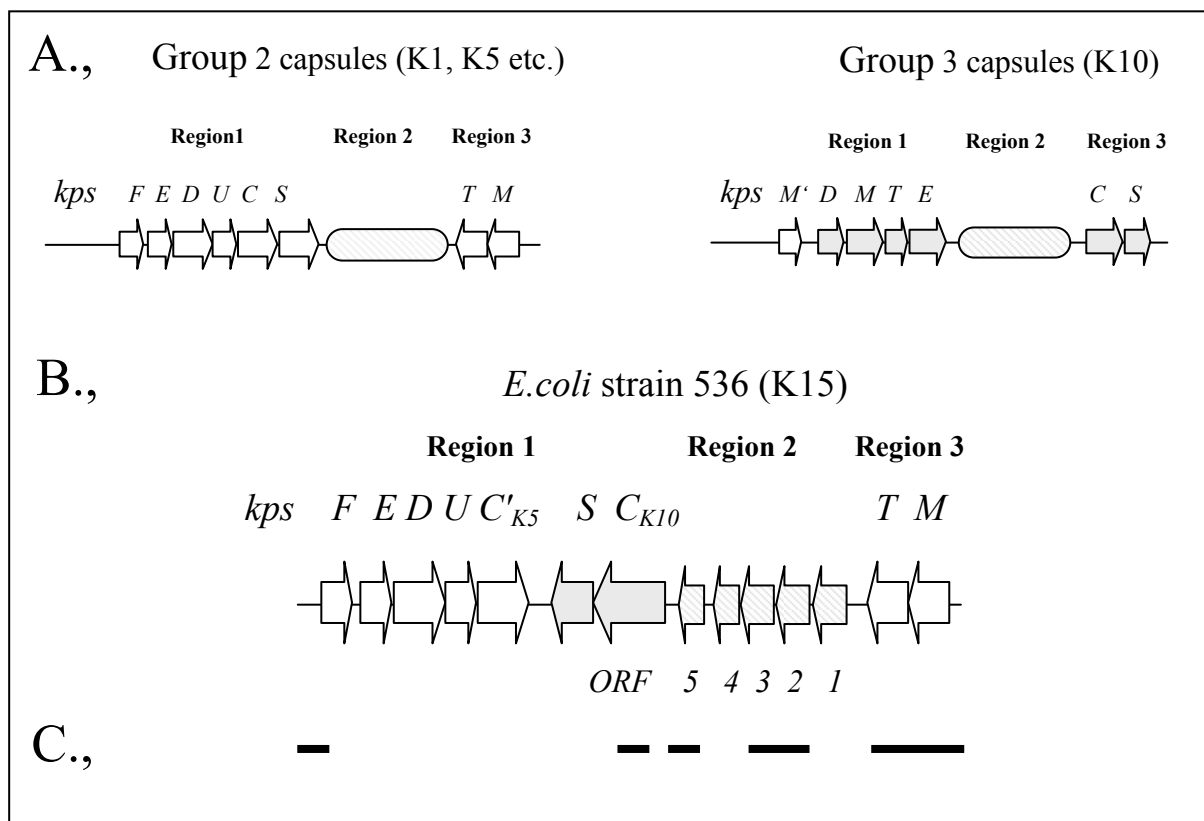 A., Group 2 capsules (K1, K5 etc.) Group 3 capsules (K10)
Region1 Region 2 Region 3 Region 1 Region 2 Region 3
kps F E D U C S T M kps M‘ D M T E C S
B., E.coli strain 536 (K15)
Region 1 Region 2 Region 3
kps F E D U C'K5 S CK10 T M
ORF 5 4 3 2 1
C.,